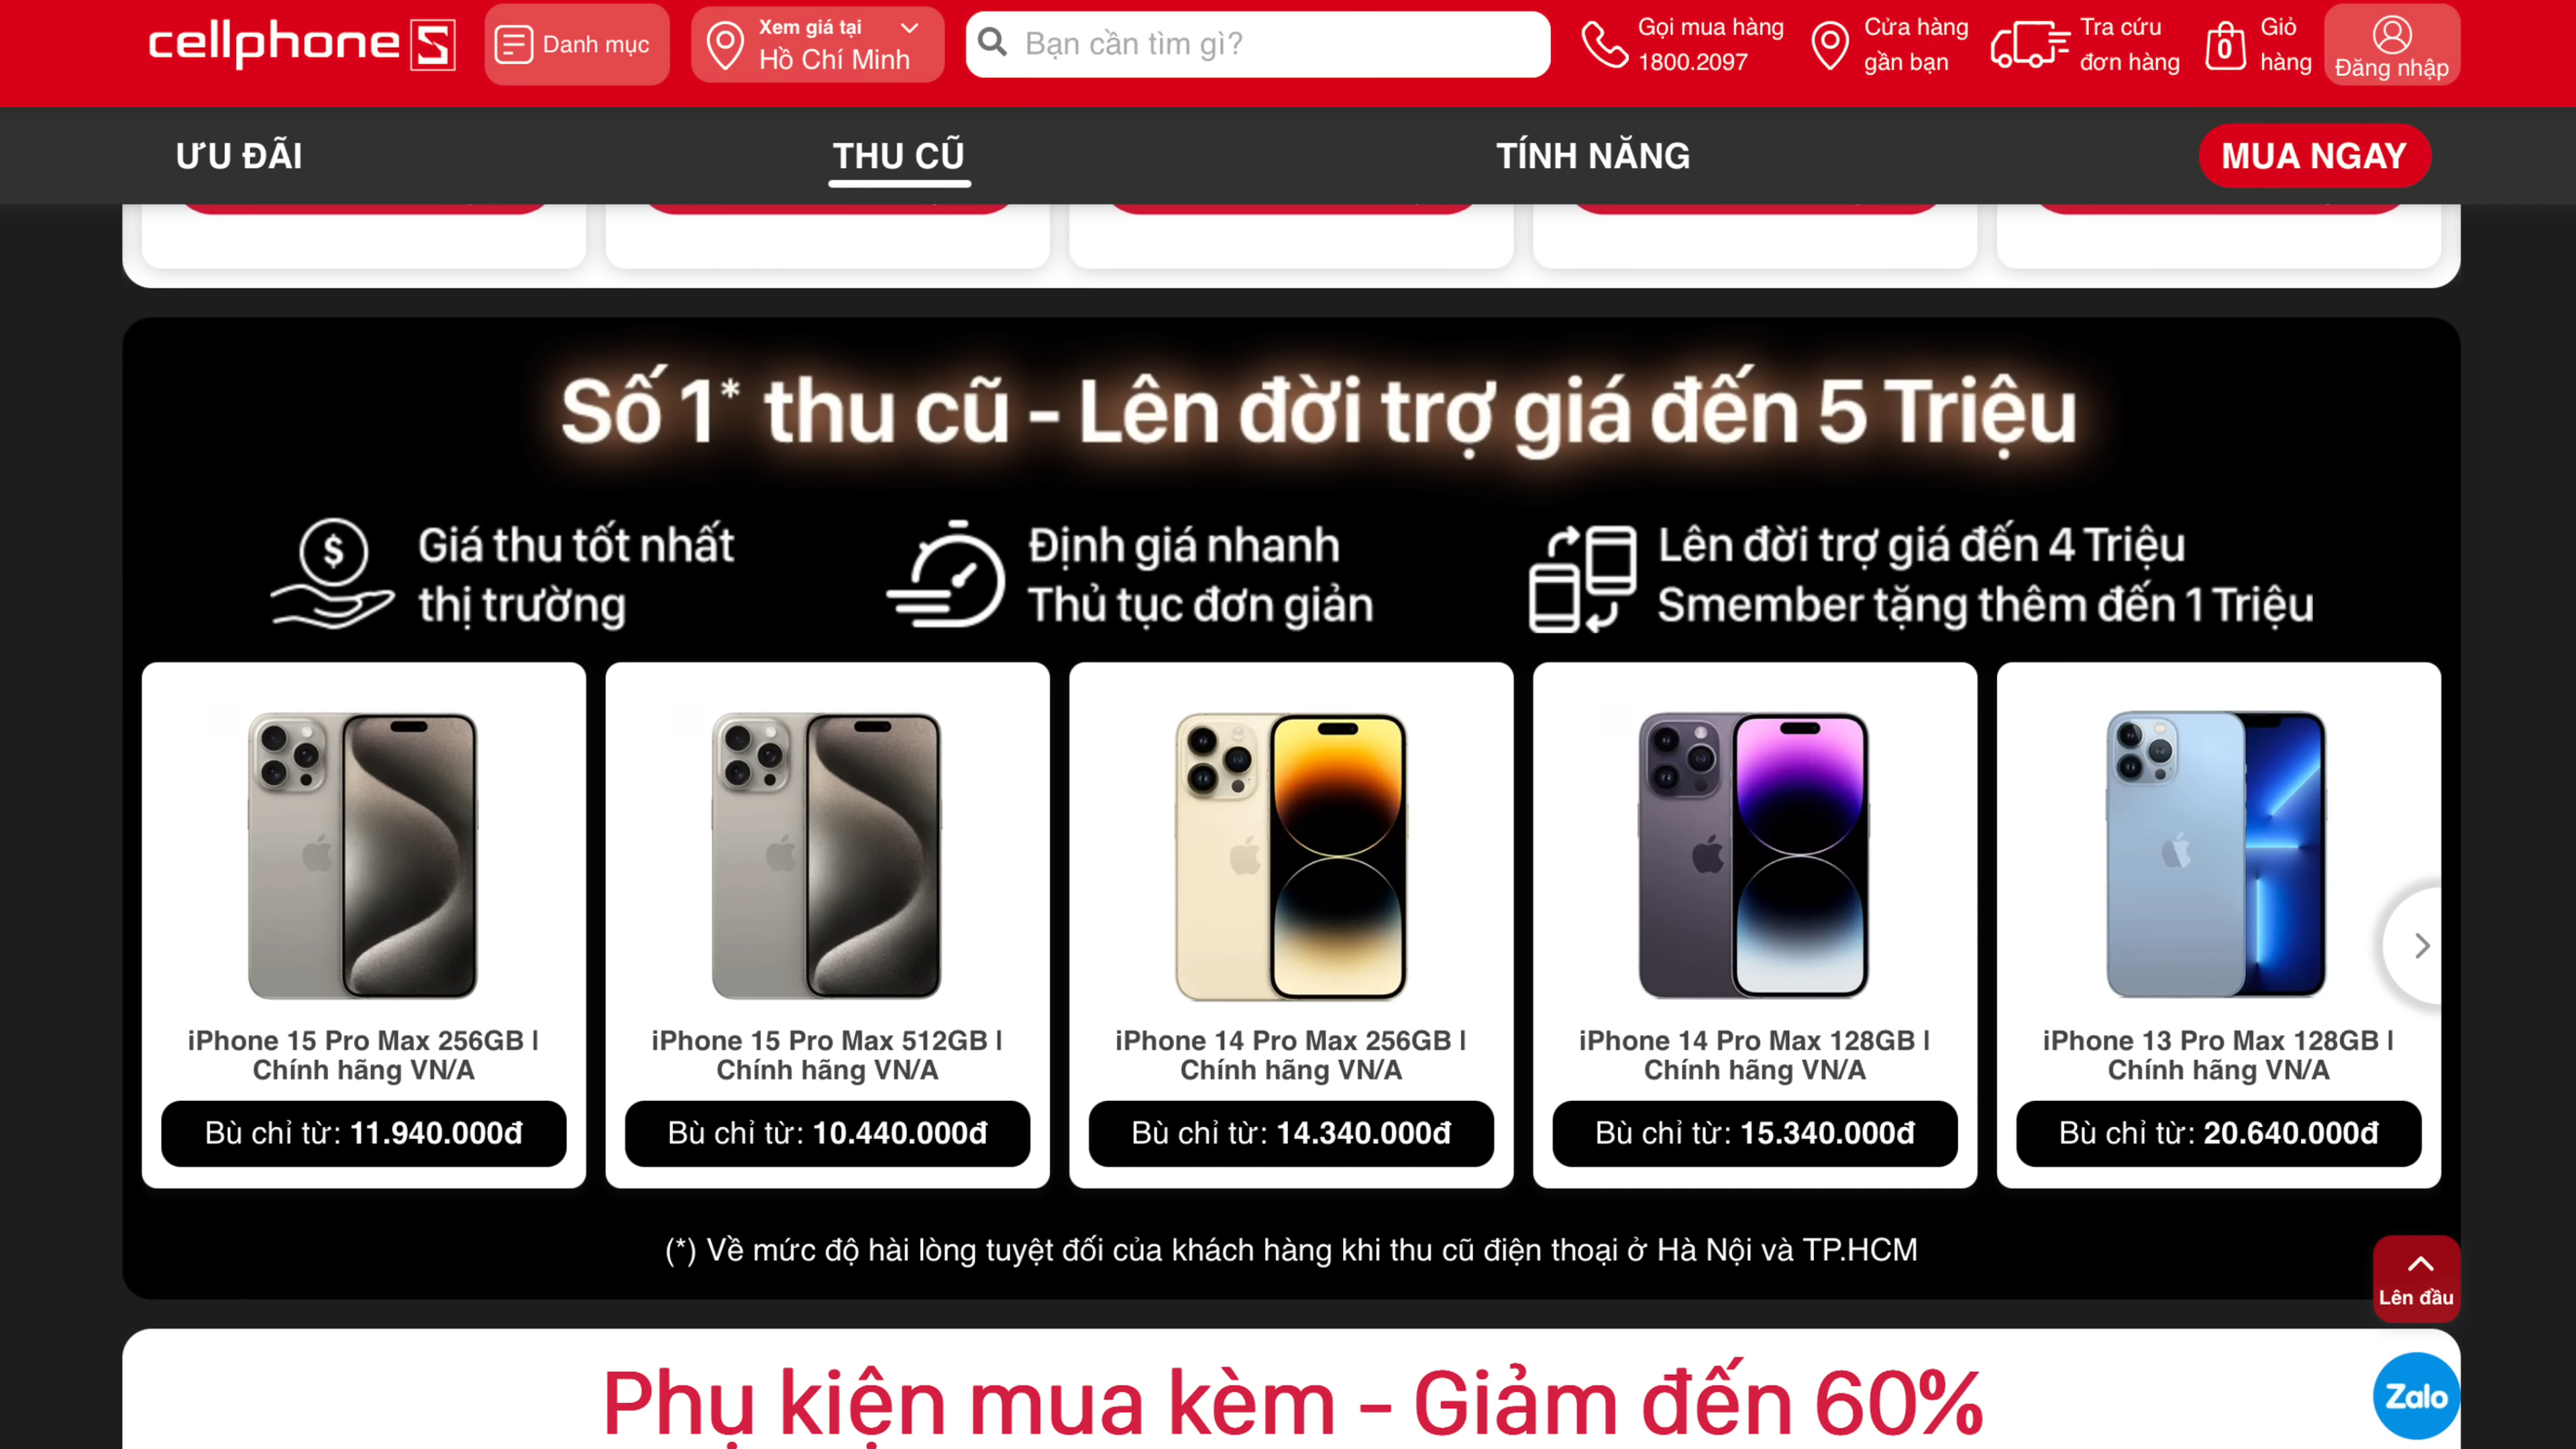 cellphoneS
Danh mục
Xem giá tại
Hồ Chí Minh
Bạn cần tìm gì?
Gọi mua hàng
1800.2097
Cửa hàng
gần bạn
Tra cứu
đơn hàng
0
Giỏ
hàng
Đăng nhập
ƯU ĐÃI
THU CŨ
TÍNH NĂNG
MUA NGAY
Số 1* thu cũ - Lên đời trợ giá đến 5 Triệu
$
Giá thu tốt nhất
thị trường
Định giá nhanh
Thủ tục đơn giản
Lên đời trợ giá đến 4 Triệu
Smember tặng thêm đến 1 Triệu
iPhone 15 Pro Max 256GB |
Chính hãng VN/A
Bù chỉ từ: 11.940.000đ
iPhone 15 Pro Max 512GB |
Chính hãng VN/A
Bù chỉ từ: 10.440.000đ
iPhone 14 Pro Max 256GB |
Chính hãng VN/A
Bù chỉ từ: 14.340.000đ
iPhone 14 Pro Max 128GB |
Chính hãng VN/A
Bù chỉ từ: 15.340.000đ
iPhone 13 Pro Max 128GB |
Chính hãng VN/A
Bù chỉ từ: 20.640.000đ
(*) Về mức độ hài lòng tuyệt đối của khách hàng khi thu cũ điện thoại ở Hà Nội và TP.HCM
Lên đầu
Phụ kiện mua kèm - Giảm đến 60%
Zalo